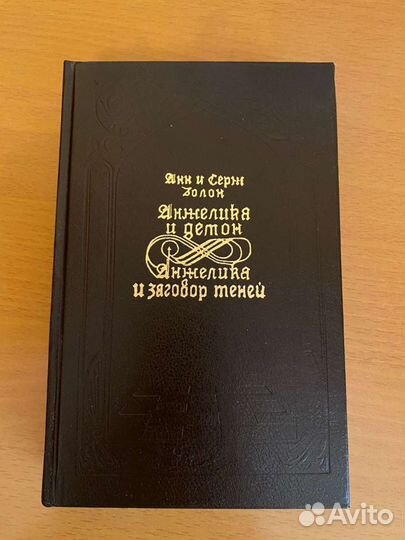 Анн и Серж
Голон
Анжелика
и демон
Анжелика
и заговор теней
Avito